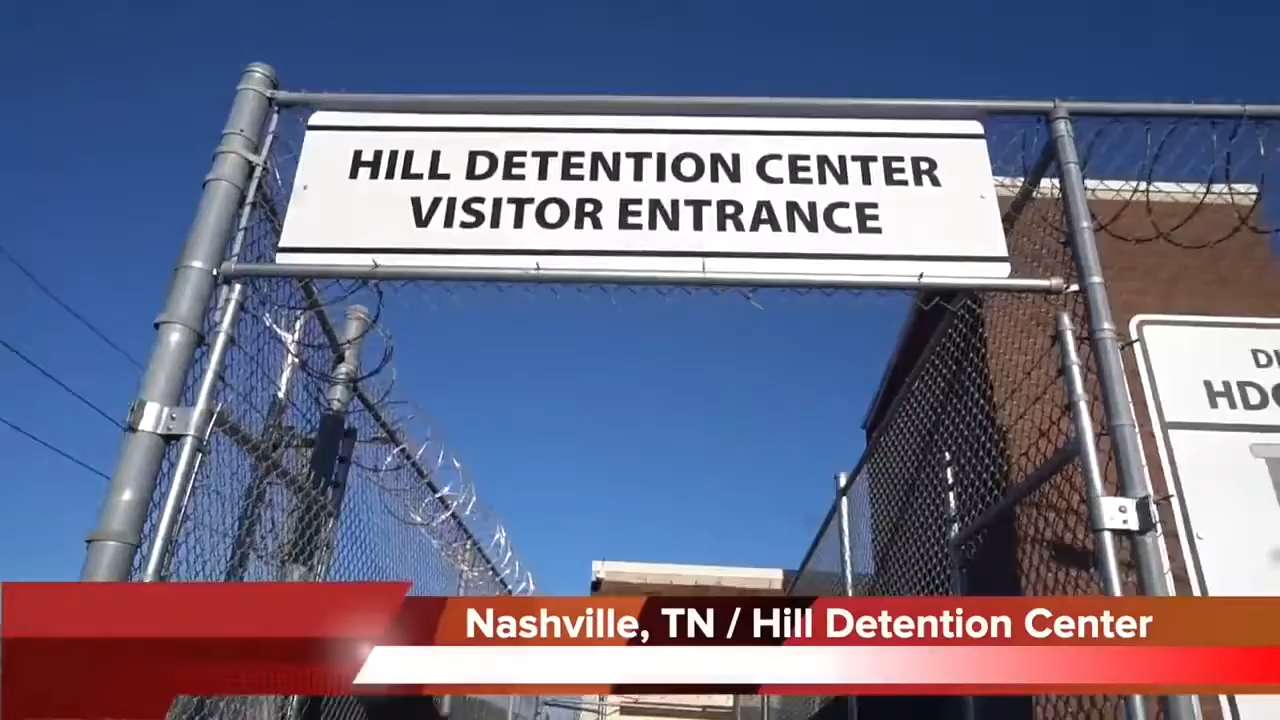 HILL DETENTION CENTER
VISITOR ENTRANCE
Nashville, TN / Hill Detention Center